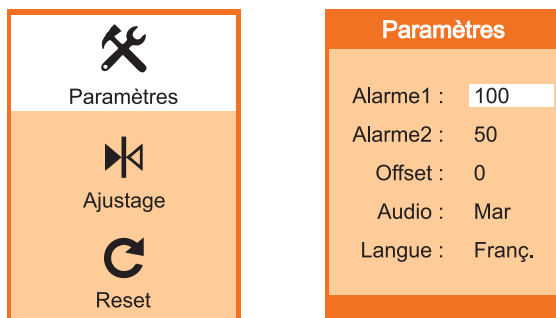 Paramètres
Ajustage
Reset
Paramètres
Alarme1 : 100
Alarme2 : 50
Offset : 0
Audio : Mar
Langue : Franç.